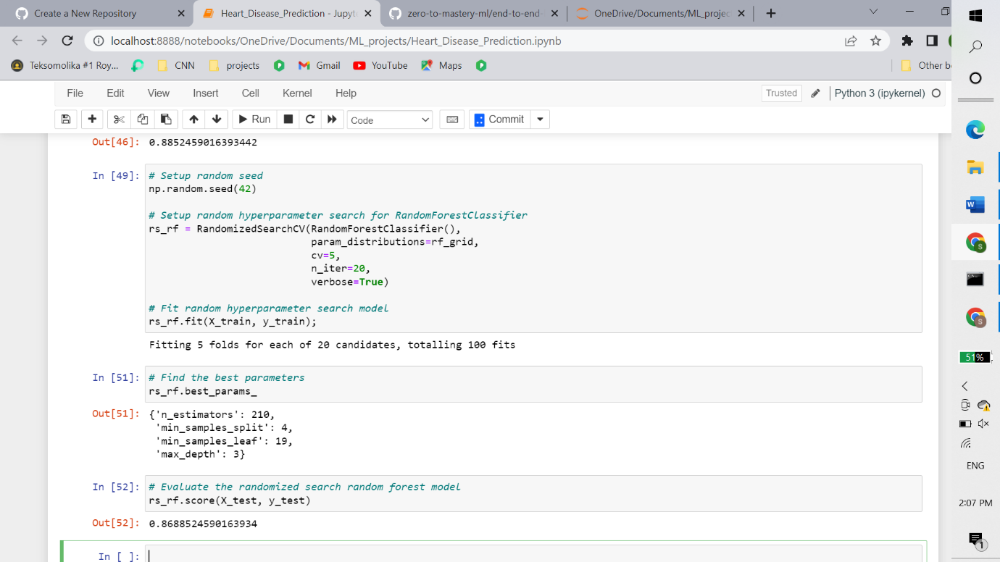 Create a New Repository
Heart_Disease_Prediction - Jupyt
zero-to-mastery-ml/end-to-end-
OneDrive/Documents/ML_projec
localhost:8888/notebooks/OneDrive/Documents/ML_projects/Heart_Disease_Prediction.ipynb
Teksomolika #1 Roy... CNN projects Gmail YouTube Maps Other b
File Edit View Insert Cell Kernel Help Trusted Python 3 (ipykernel)
Run Code Commit
Out[46]: 0.8852459016393442
In [49]: # Setup random seed
np.random.seed(42)
# Setup random hyperparameter search for RandomForestClassifier
rs_rf = RandomizedSearchCV(RandomForestClassifier(),
param_distributions=rf_grid,
cv=5,
n_iter=20,
verbose=True)
# Fit random hyperparameter search model
rs_rf.fit(X_train, y_train);
Fitting 5 folds for each of 20 candidates, totalling 100 fits
In [51]: # Find the best parameters
rs_rf.best_params_
Out[51]: {'n_estimators': 210,
'min_samples_split': 4,
'min_samples_leaf': 19,
'max_depth': 3}
In [52]: # Evaluate the randomized search random forest model
rs_rf.score(X_test, y_test)
Out[52]: 0.8688524590163934
In [ ]:
W
S
S
51%
ENG
2:07 PM
1